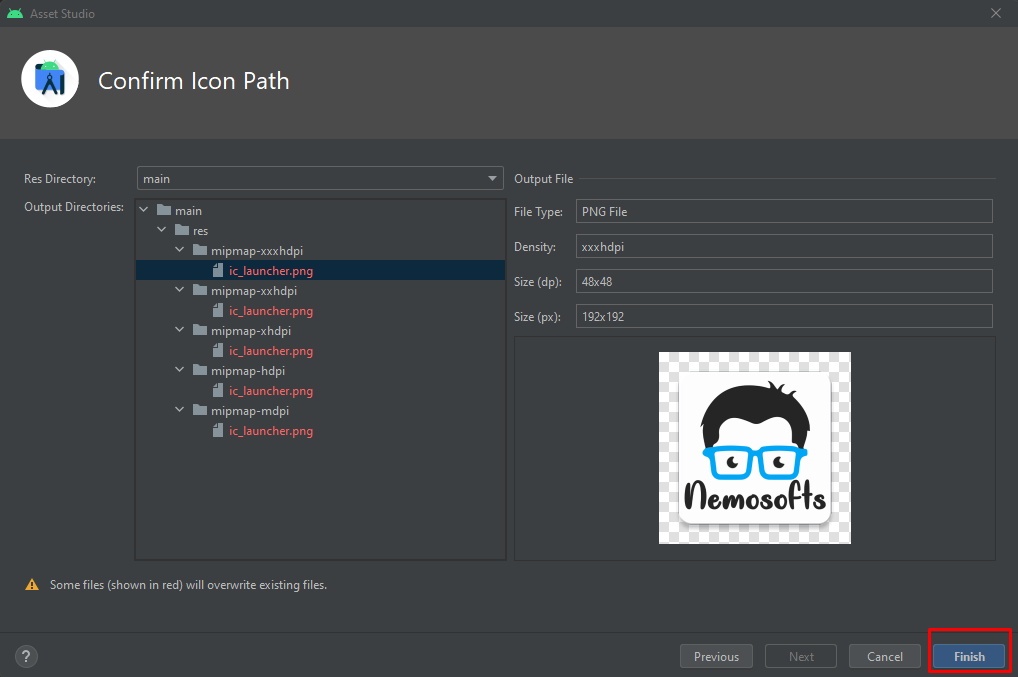 Asset Studio
Confirm Icon Path
Res Directory:
main
Output Directories:
main
res
mipmap-xxxhdpi
ic_launcher.png
mipmap-xxhdpi
ic_launcher.png
mipmap-xhdpi
ic_launcher.png
mipmap-hdpi
ic_launcher.png
mipmap-mdpi
ic_launcher.png
Output File
File Type: PNG File
Density: xxxhdpi
Size (dp): 48x48
Size (px): 192x192
Nemosofts
Some files (shown in red) will overwrite existing files.
?
Previous
Next
Cancel
Finish